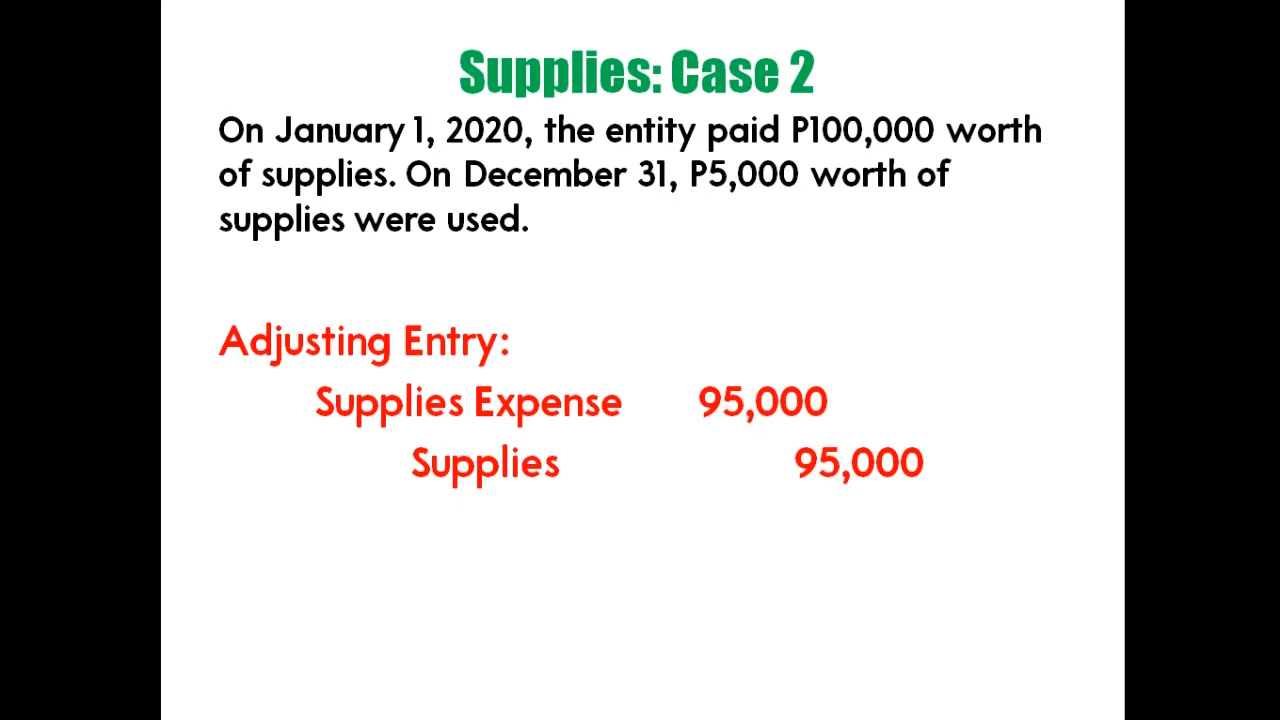 Supplies: Case 2
On January 1, 2020, the entity paid P100,000 worth
of supplies. On December 31, P5,000 worth of
supplies were used.
Adjusting Entry:
Supplies Expense 95,000
Supplies 95,000